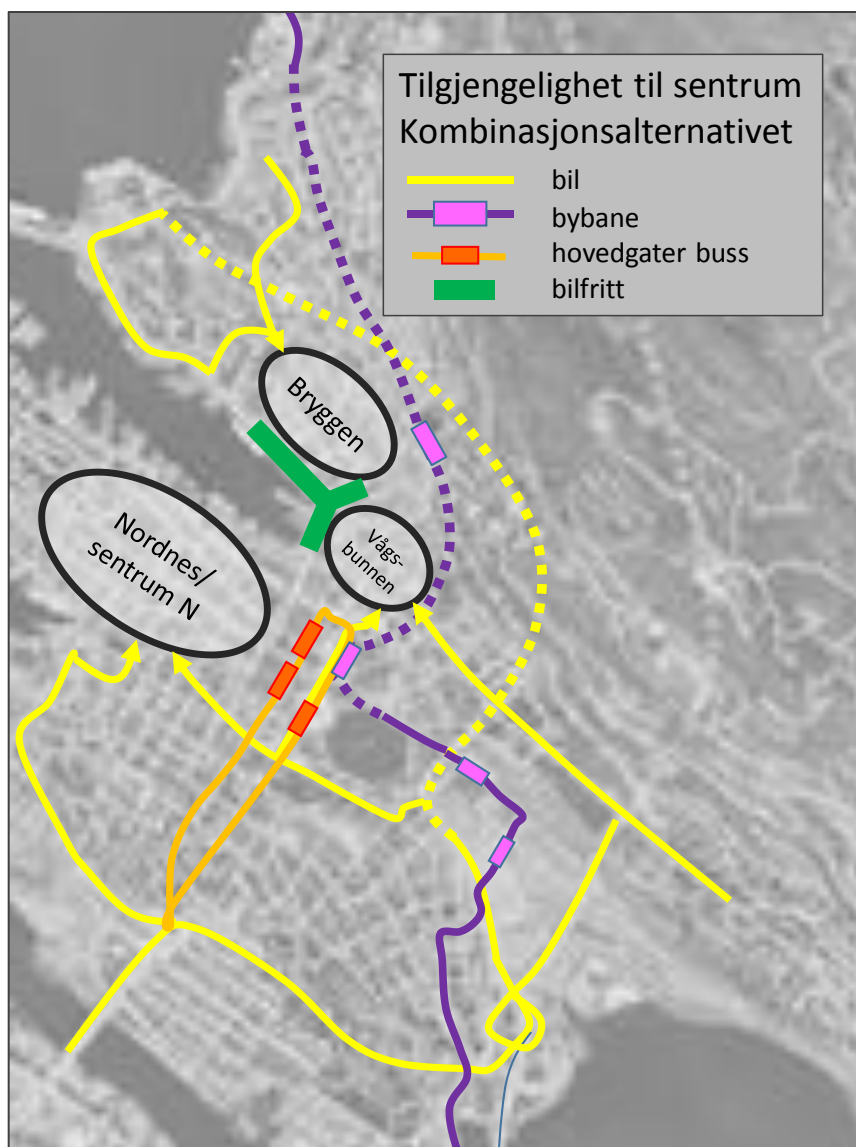 Tilgjengelighet til sentrum
Kombinasjonsalternativet
bil
bybane
hovedgater buss
bilfritt
Bryggen
Nordnes/
sentrum N
Vågs-
bunnen